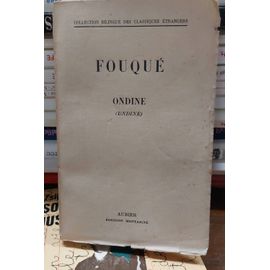 COLLECTION BILINGUE DES CLASSIQUES ÉTRANGERS
FOUQUÉ
ONDINE
(UNDINE)
AUBIER
ÉDITIONS MONTAIGNE